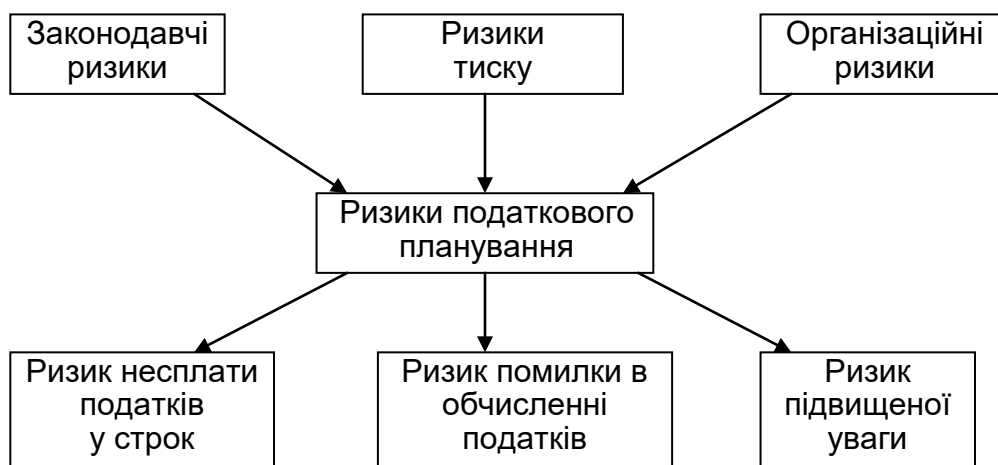 Законодавчі
ризики
Ризики
тиску
Організаційні
ризики
Ризики податкового
планування
Ризик несплати
податків
у строк
Ризик помилки в
обчисленні
податків
Ризик
підвищеної
уваги